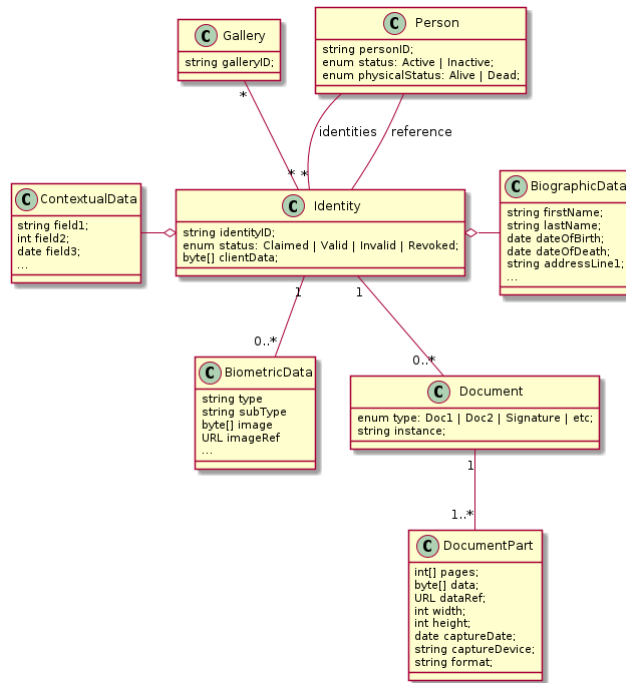 C Gallery
string galleryID;
C Person
string personID;
enum status: Active | Inactive;
enum physicalStatus: Alive | Dead;
*
identities
reference
*
*
C ContextualData
string field1;
int field2;
date field3;
...
C Identity
string identityID;
enum status: Claimed | Valid | Invalid | Revoked;
byte[] clientData;
C BiographicData
string firstName;
string lastName;
date dateOfBirth;
date dateOfDeath;
string addressLine1;
...
1
1
0..*
0..*
C BiometricData
string type
string subType
byte[] image
URL imageRef
...
C Document
enum type: Doc1 | Doc2 | Signature | etc;
string instance;
1
1..*
C DocumentPart
int[] pages;
byte[] data;
URL dataRef;
int width;
int height;
date captureDate;
string captureDevice;
string format;